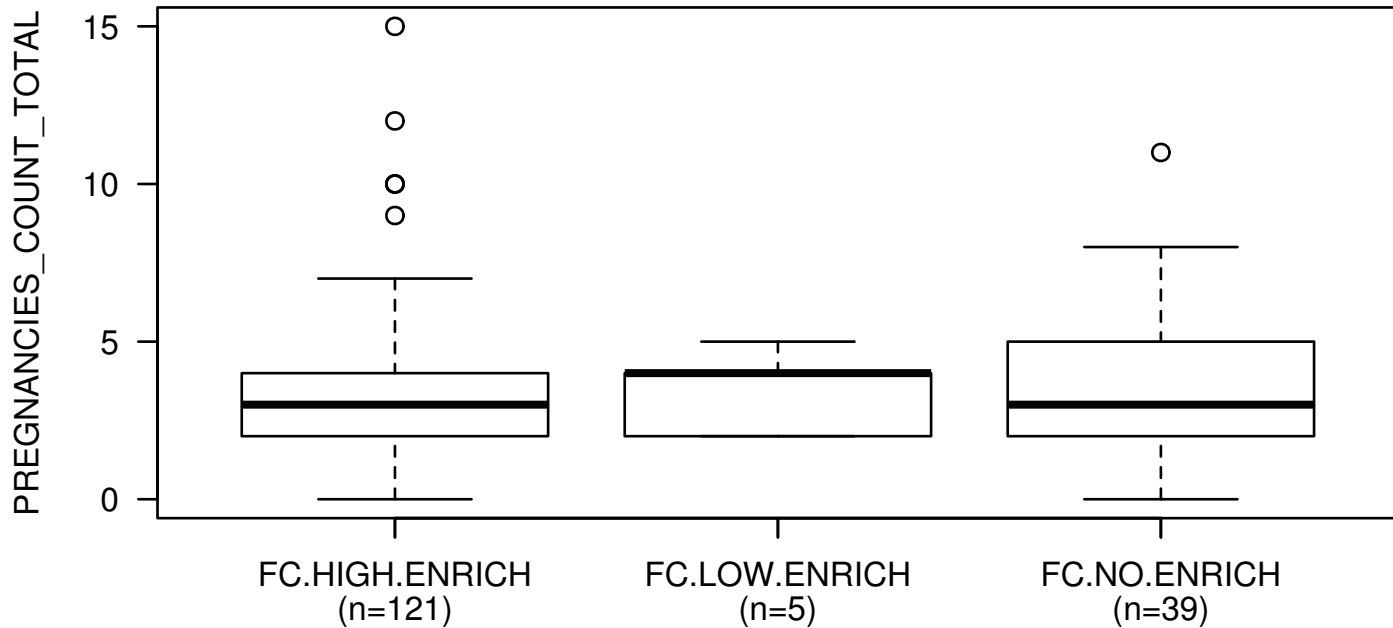 PREGNANCIES_COUNT_TOTAL
15
10
5
0
FC.HIGH.ENRICH
(n=121)
FC.LOW.ENRICH
(n=5)
FC.NO.ENRICH
(n=39)